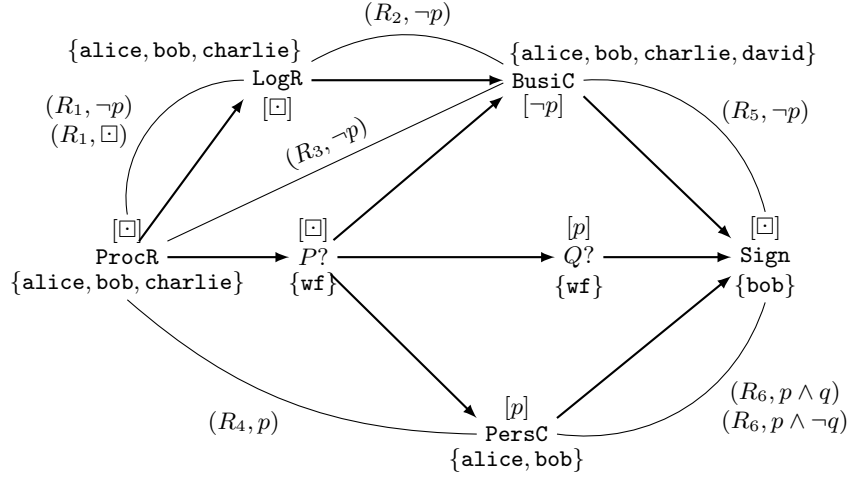 (R₂, ¬p)
{alice, bob, charlie}
{alice, bob, charlie, david}
LogR
BusiC
[⊡]
[¬p]
(R₁, ¬p)
(R₁, ⊡)
(R₅, ¬p)
(R₃, ¬p)
[⊡]
[⊡]
[p]
[⊡]
ProcR
P?
Q?
Sign
{alice, bob, charlie}
{wf}
{wf}
{bob}
(R₄, p)
[p]
(R₆, p ∧ q)
(R₆, p ∧ ¬q)
PersC
{alice, bob}